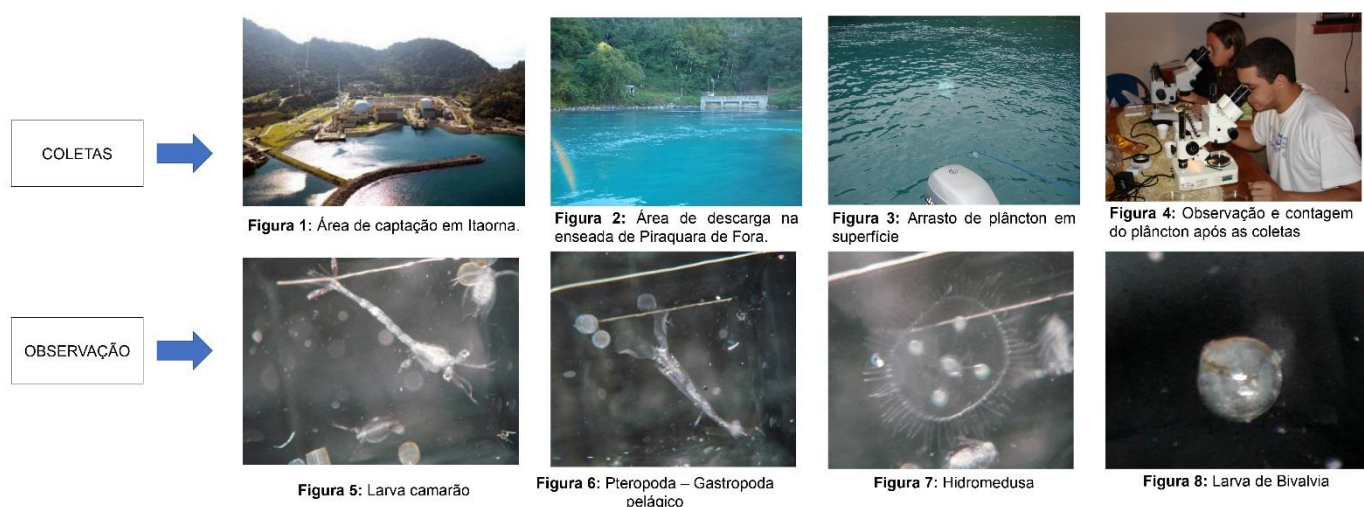 COLETAS
Figura 1: Área de captação em Itaorna.
Figura 2: Área de descarga na
enseada de Piraquara de Fora.
Figura 3: Arrasto de plâncton em
superfície
Figura 4: Observação e contagem
do plâncton após as coletas
OBSERVAÇÃO
Figura 5: Larva camarão
Figura 6: Pteropoda – Gastropoda
pelágico
Figura 7: Hidromedusa
Figura 8: Larva de Bivalvia